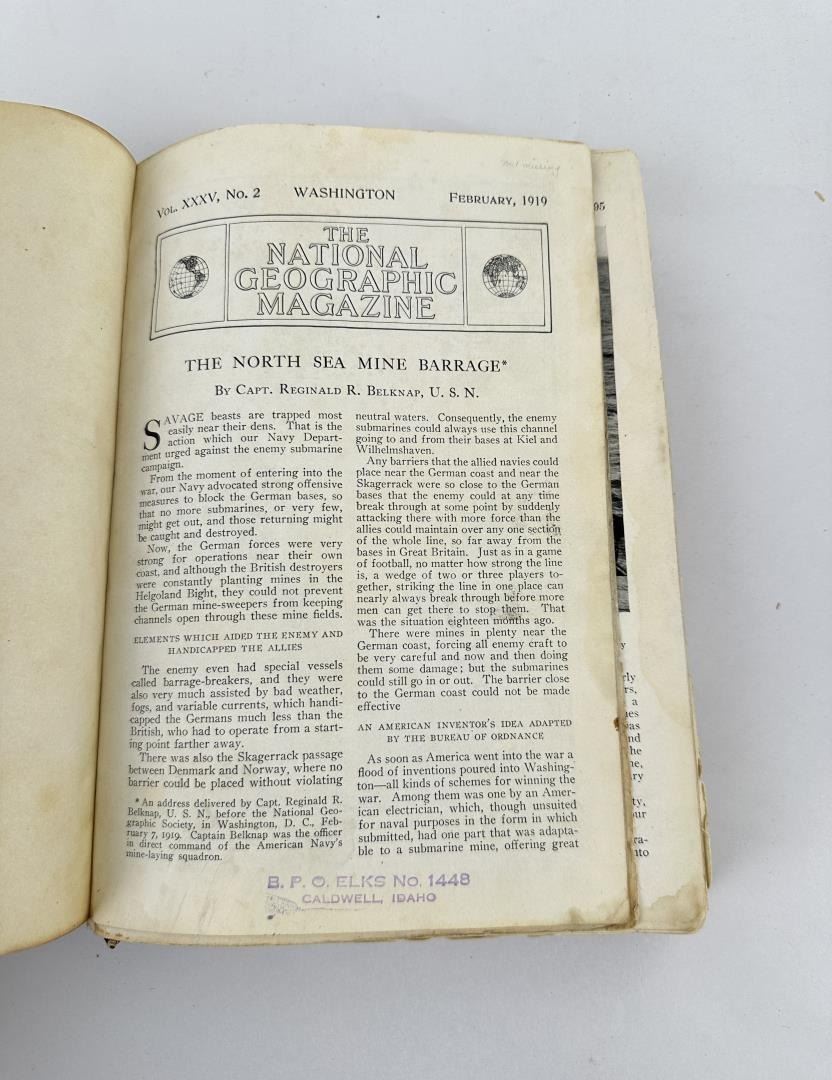 Vol. XXXV, No. 2 WASHINGTON February, 1919
THE
NATIONAL
GEOGRAPHIC
MAGAZINE
THE NORTH SEA MINE BARRAGE*
By Capt. Reginald R. Belknap, U. S. N.
SAVAGE beasts are trapped most
easily near their dens. That is the
action which our Navy Depart-
ment urged against the enemy submarine
campaign.
From the moment of entering into the
war, our Navy advocated strong offensive
measures to block the German bases, so
that no more submarines, or very few,
might get out, and those returning might
be caught and destroyed.
Now, the German forces were very
strong for operations near their own
coast, and although the British destroyers
were constantly planting mines in the
Helgoland Bight, they could not prevent
the German mine-sweepers from keeping
channels open through these mine fields.
ELEMENTS WHICH AIDED THE ENEMY AND
HANDICAPPED THE ALLIES
The enemy even had special vessels
called barrage-breakers, and they were
also very much assisted by bad weather,
fogs, and variable currents, which handi-
capped the Germans much less than the
British, who had to operate from a start-
ing point farther away.
There was also the Skagerrack passage
between Denmark and Norway, where no
barrier could be placed without violating
* An address delivered by Capt. Reginald R.
Belknap, U. S. N., before the National Geo-
graphic Society, in Washington, D. C., Feb-
ruary 7, 1919. Captain Belknap was the officer
in direct command of the American Navy's
mine-laying squadron.
neutral waters. Consequently, the enemy
submarines could always use this channel
going to and from their bases at Kiel and
Wilhelmshaven.
Any barriers that the allied navies could
place near the German coast and near the
Skagerrack were so close to the German
bases that the enemy could at any time
break through at some point by suddenly
attacking there with more force than the
allies could maintain over any one section
of the whole line, so far away from the
bases in Great Britain. Just as in a game
of football, no matter how strong the line
is, a wedge of two or three players to-
gether, striking the line in one place can
nearly always break through before more
men can get there to stop them. That
was the situation eighteen months ago.
There were mines in plenty near the
German coast, forcing all enemy craft to
be very careful and now and then doing
them some damage; but the submarines
could still go in or out. The barrier close
to the German coast could not be made
effective
AN AMERICAN INVENTOR'S IDEA ADAPTED
BY THE BUREAU OF ORDNANCE
As soon as America went into the war a
flood of inventions poured into Washing-
ton—all kinds of schemes for winning the
war. Among them was one by an Amer-
ican electrician, which, though unsuited
for naval purposes in the form in which
submitted, had one part that was adapta-
ble to a submarine mine, offering great
B. P. O. ELKS No. 1448
CALDWELL, IDAHO